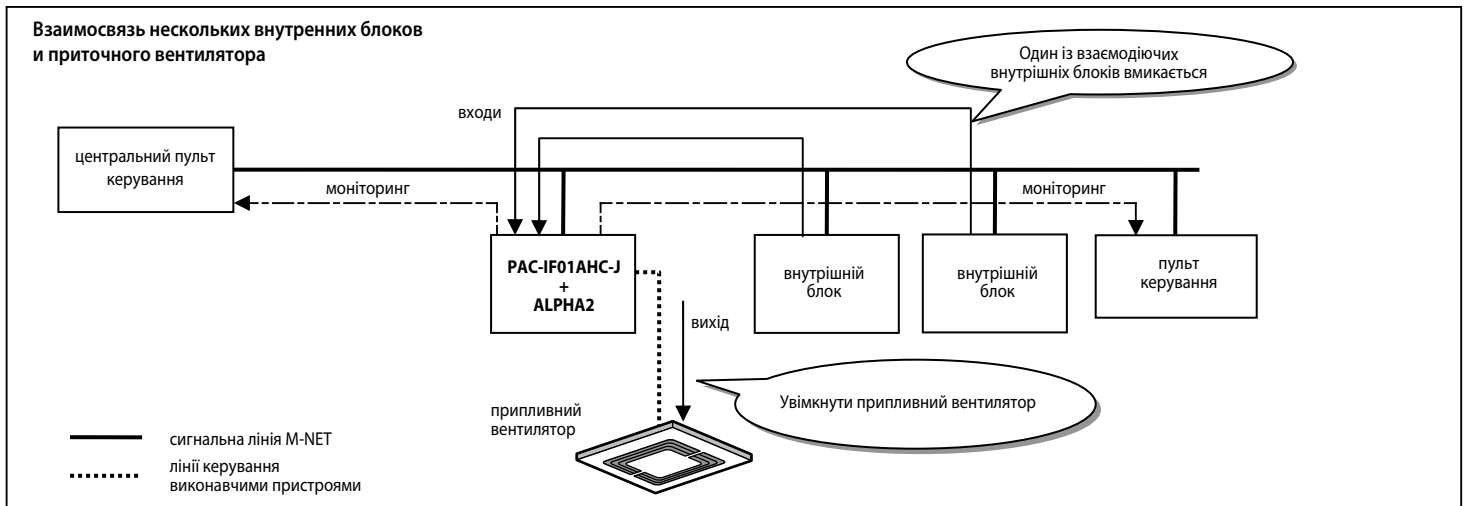 Взаимосвязь нескольких внутренних блоков
и приточного вентилятора
Один із взаємодіючих
внутрішніх блоків вмикається
входи
центральний пульт
керування
моніторинг
моніторинг
PAC-IF01AHC-J
+
ALPHA2
внутрішній
блок
внутрішній
блок
пульт
керування
вихід
Увімкнути припливний вентилятор
припливний
вентилятор
сигнальна лінія M-NET
лінії керування
виконавчими пристроями